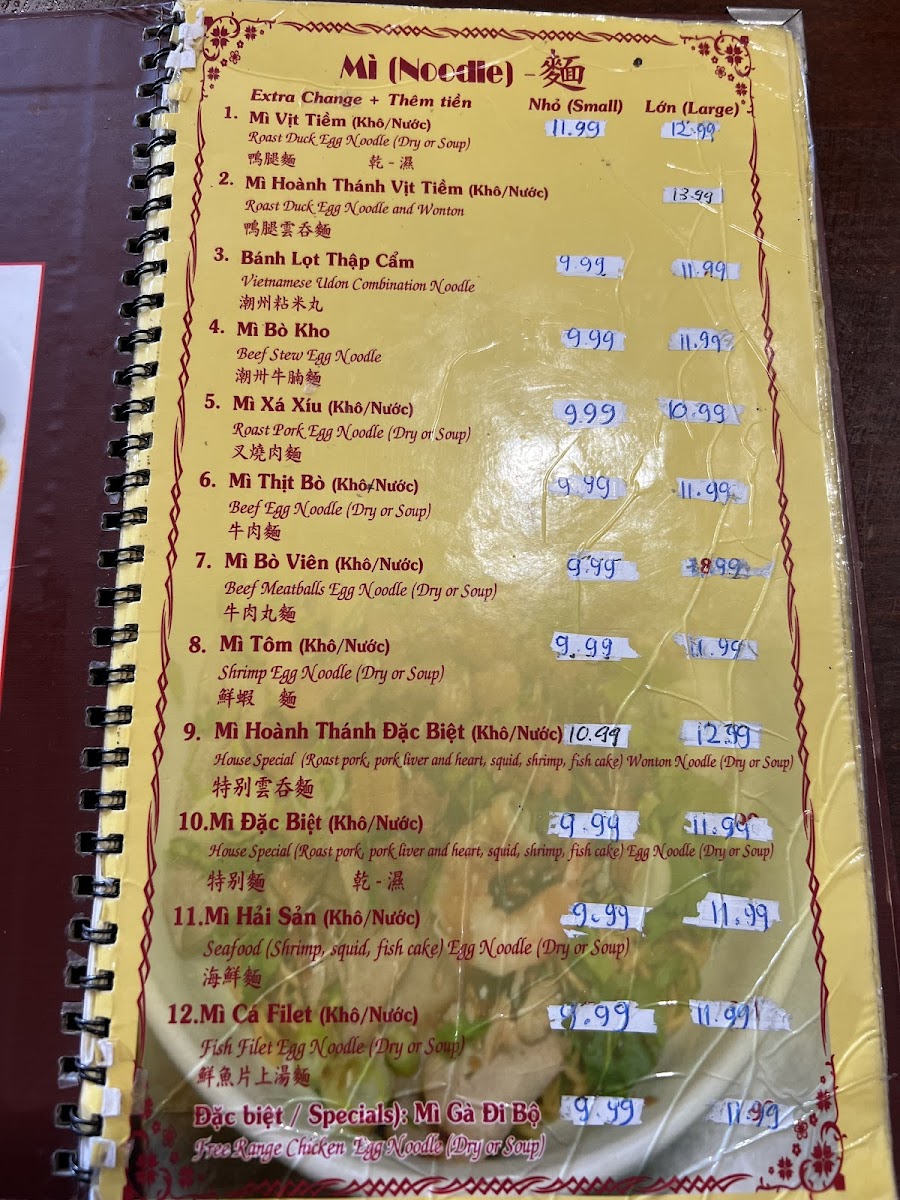 Mì (Noodle) - 麵
Extra Change + Thêm tiền Nhỏ (Small) Lớn (Large)
1. Mì Vịt Tiềm (Khô/Nước) 11.99 12.99
Roast Duck Egg Noodle (Dry or Soup)
鴨腿麵 乾 - 濕
2. Mì Hoành Thánh Vịt Tiềm (Khô/Nước) 13.99
Roast Duck Egg Noodle and Wonton
鴨腿雲吞麵
3. Bánh Lọt Thập Cẩm 9.99 11.99
Vietnamese Udon Combination Noodle
潮州粘米丸
4. Mì Bò Kho 9.99 11.99
Beef Stew Egg Noodle
潮州牛腩麵
5. Mì Xá Xíu (Khô/Nước) 9.99 10.99
Roast Pork Egg Noodle (Dry or Soup)
叉燒肉麵
6. Mì Thịt Bò (Khô/Nước) 9.99 11.99
Beef Egg Noodle (Dry or Soup)
牛肉麵
7. Mì Bò Viên (Khô/Nước) 9.99
Beef Meatballs Egg Noodle (Dry or Soup)
牛肉丸麵
8. Mì Tôm (Khô/Nước) 9.99 11.99
Shrimp Egg Noodle (Dry or Soup)
鮮蝦 麵
9. Mì Hoành Thánh Đặc Biệt (Khô/Nước) 10.99 12.99
House Special (Roast pork, pork liver and heart, squid, shrimp, fish cake) Wonton Noodle (Dry or Soup)
特別雲吞麵
10.Mì Đặc Biệt (Khô/Nước) 9.99 11.99
House Special (Roast pork, pork liver and heart, squid, shrimp, fish cake) Egg Noodle (Dry or Soup)
特別麵 乾 - 濕
11.Mì Hải Sản (Khô/Nước) 9.99 11.99
Seafood (Shrimp, squid, fish cake) Egg Noodle (Dry or Soup)
海鮮麵
12.Mì Cá Filet (Khô/Nước) 9.99 11.99
Fish Filet Egg Noodle (Dry or Soup)
鮮魚片上湯麵
Đặc biệt / Specials): Mì Gà Đi Bộ 9.99 11.99
Free Range Chicken Egg Noodle (Dry or Soup)